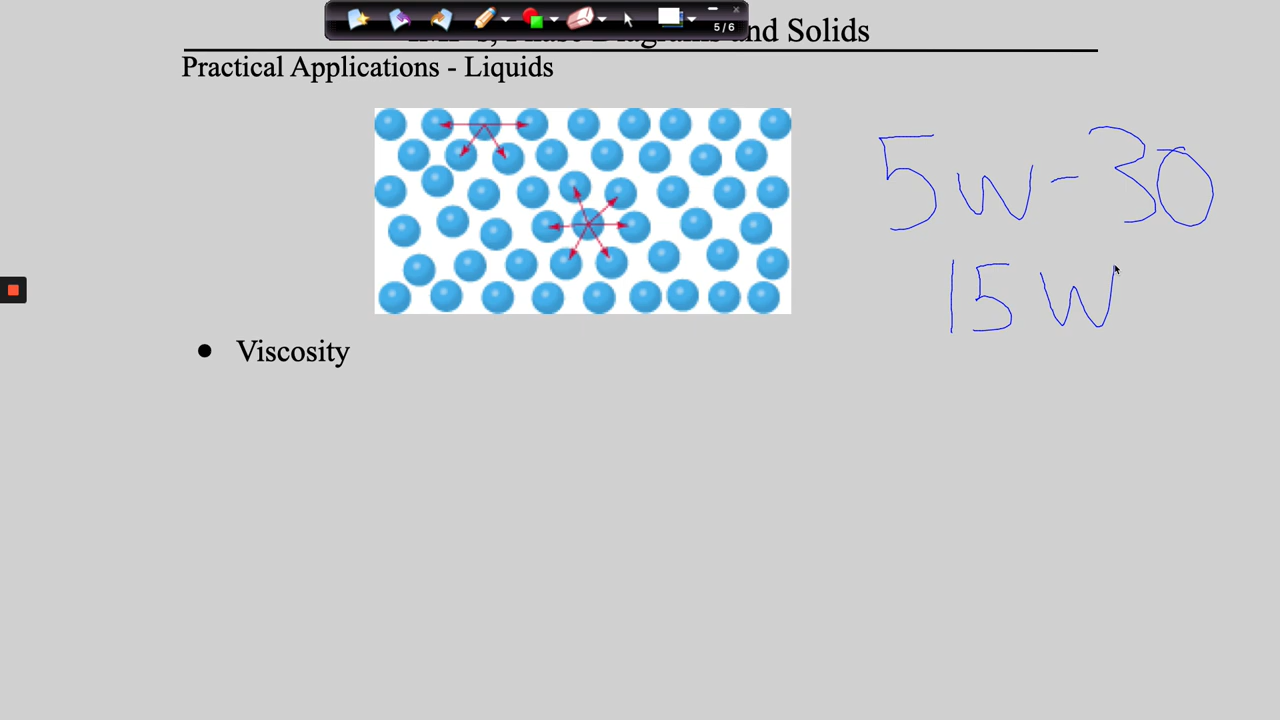 5/6
and Solids
Practical Applications - Liquids
5W-30
15W
● Viscosity